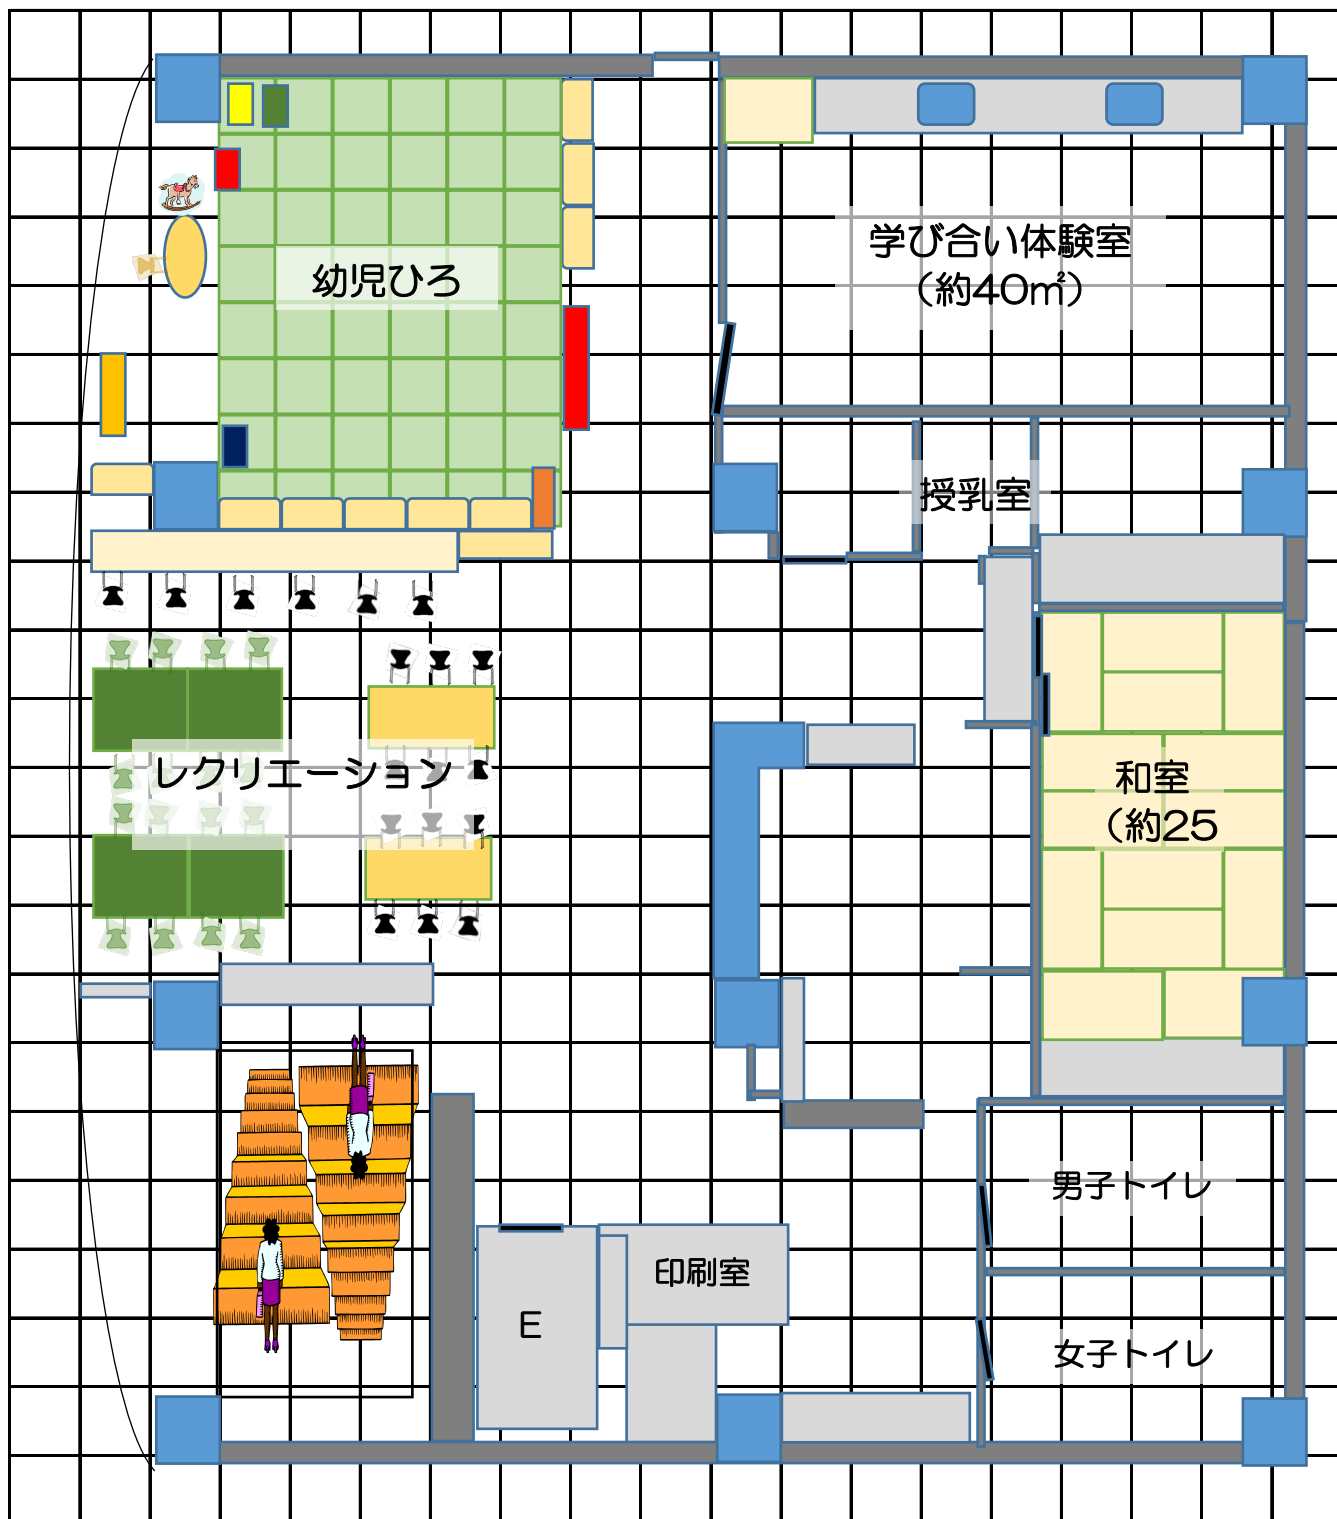 幼児ひろ
学び合い体験室
（約40㎡）
授乳室
レクリエーション
和室
（約25
男子トイレ
印刷室
E
女子トイレ